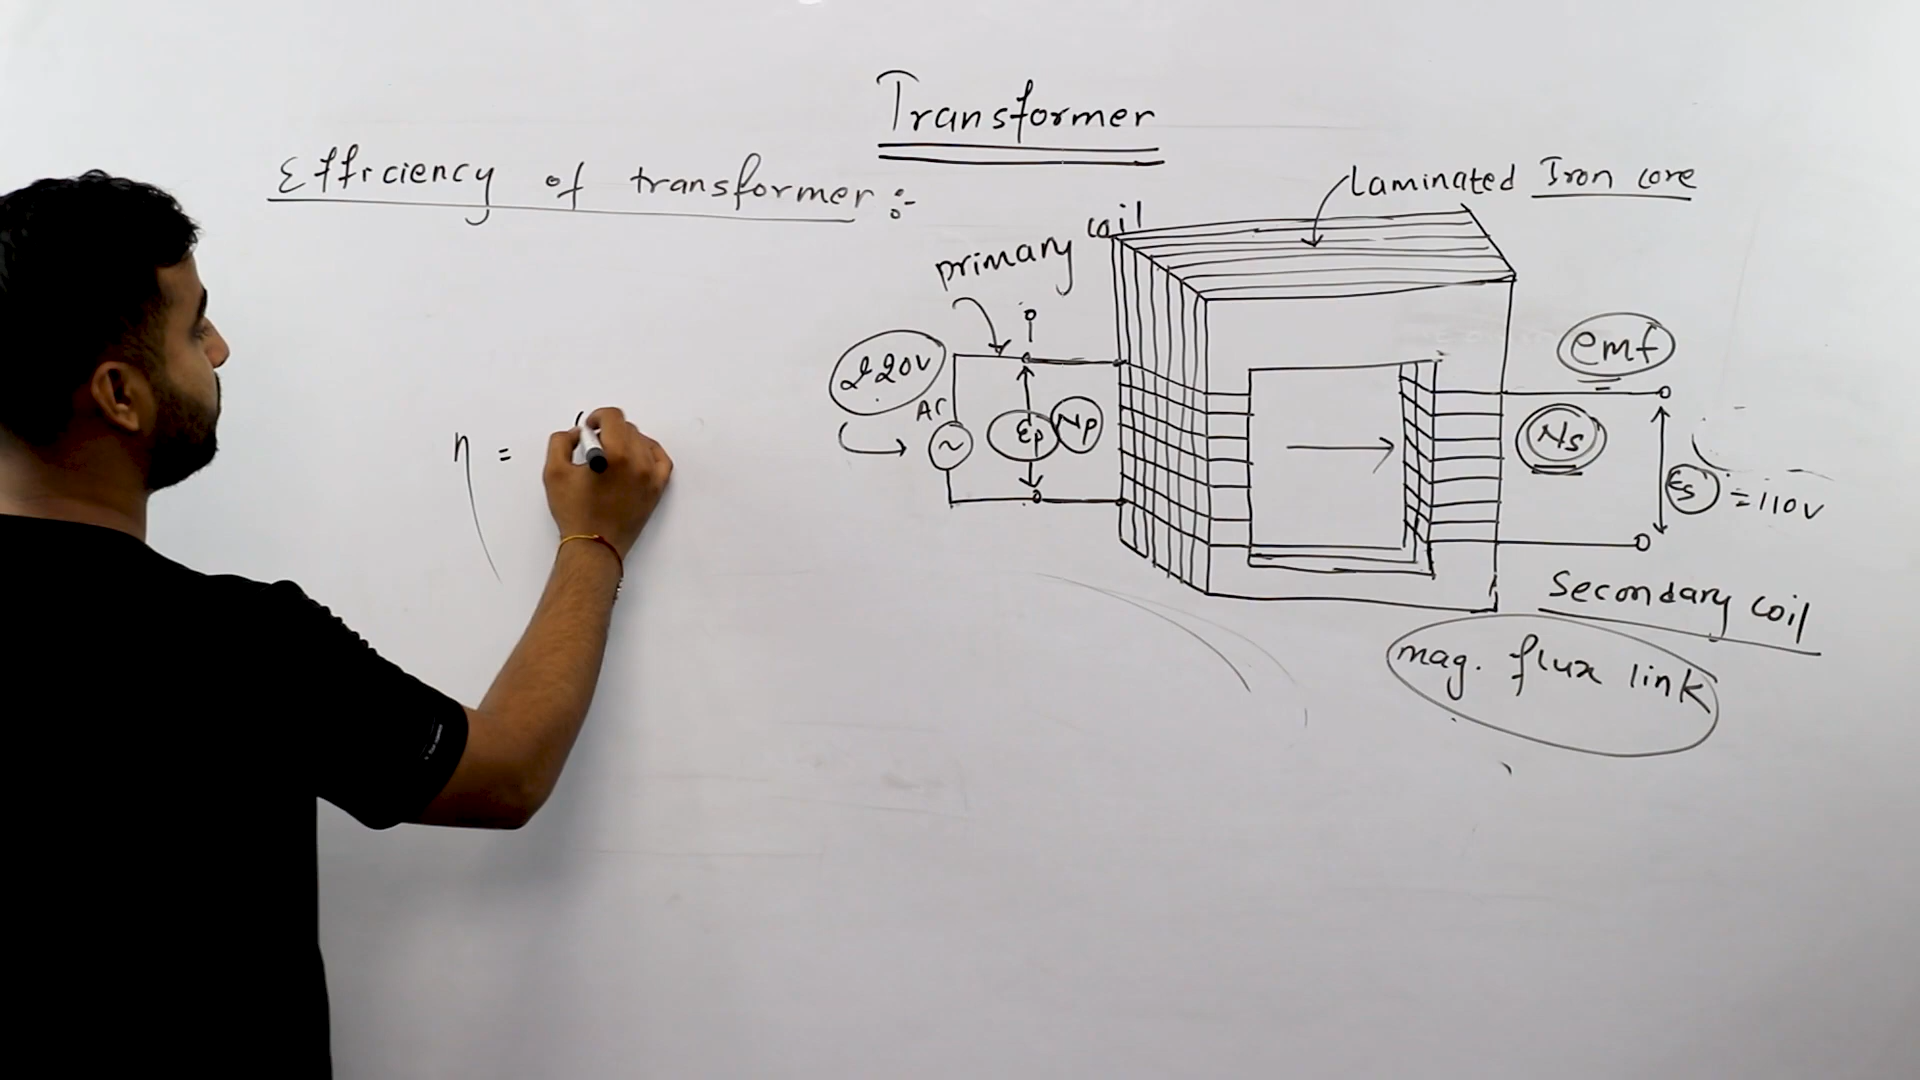 Transformer
Efficiency of transformer :-
Laminated Iron core
primary coil
220V
AC
~
Ep
Np
emf
Ns
Es = 110V
η =
Secondary coil
mag. flux link